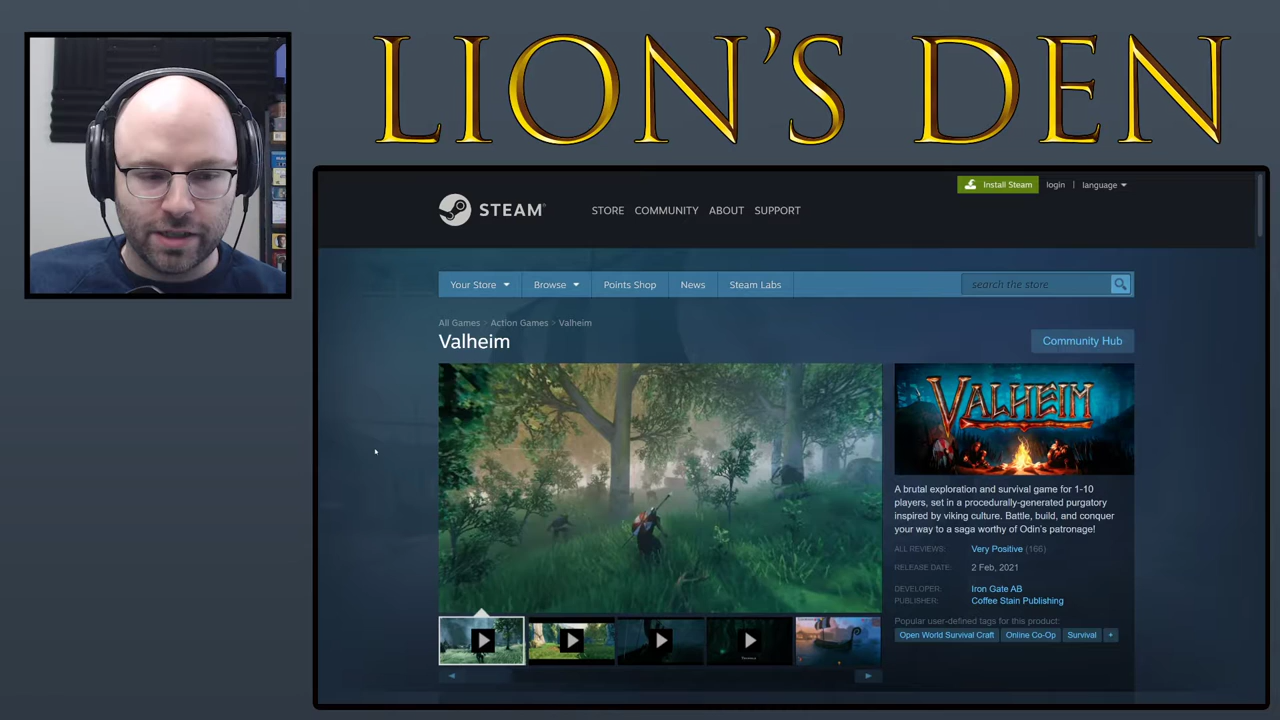 LION'S DEN
Install Steam login | language
STEAM®
STORE COMMUNITY ABOUT SUPPORT
Your Store Browse Points Shop News Steam Labs search the store
All Games > Action Games > Valheim
Valheim
Community Hub
VALHEIM
A brutal exploration and survival game for 1-10
players, set in a procedurally-generated purgatory
inspired by viking culture. Battle, build, and conquer
your way to a saga worthy of Odin's patronage!
ALL REVIEWS: Very Positive (166)
RELEASE DATE: 2 Feb, 2021
DEVELOPER: Iron Gate AB
PUBLISHER: Coffee Stain Publishing
Popular user-defined tags for this product:
Open World Survival Craft Online Co-Op Survival +